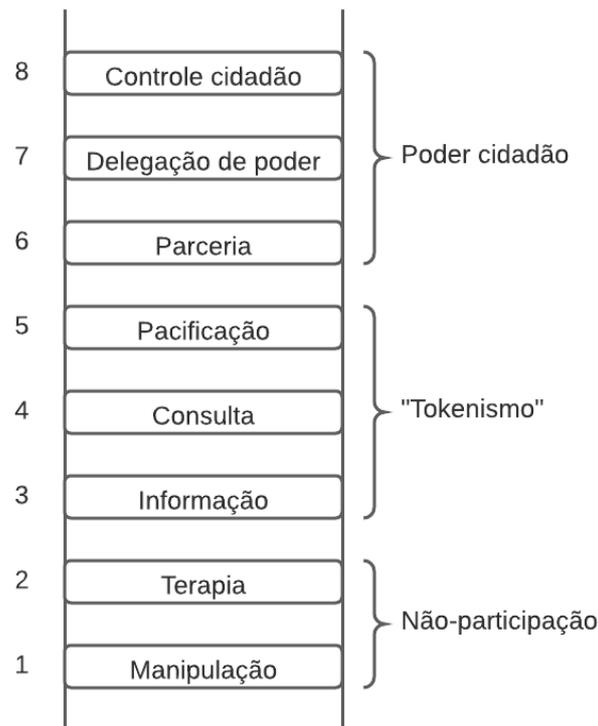 8 Controle cidadão
7 Delegação de poder
Poder cidadão
6 Parceria
5 Pacificação
4 Consulta
"Tokenismo"
3 Informação
2 Terapia
Não-participação
1 Manipulação